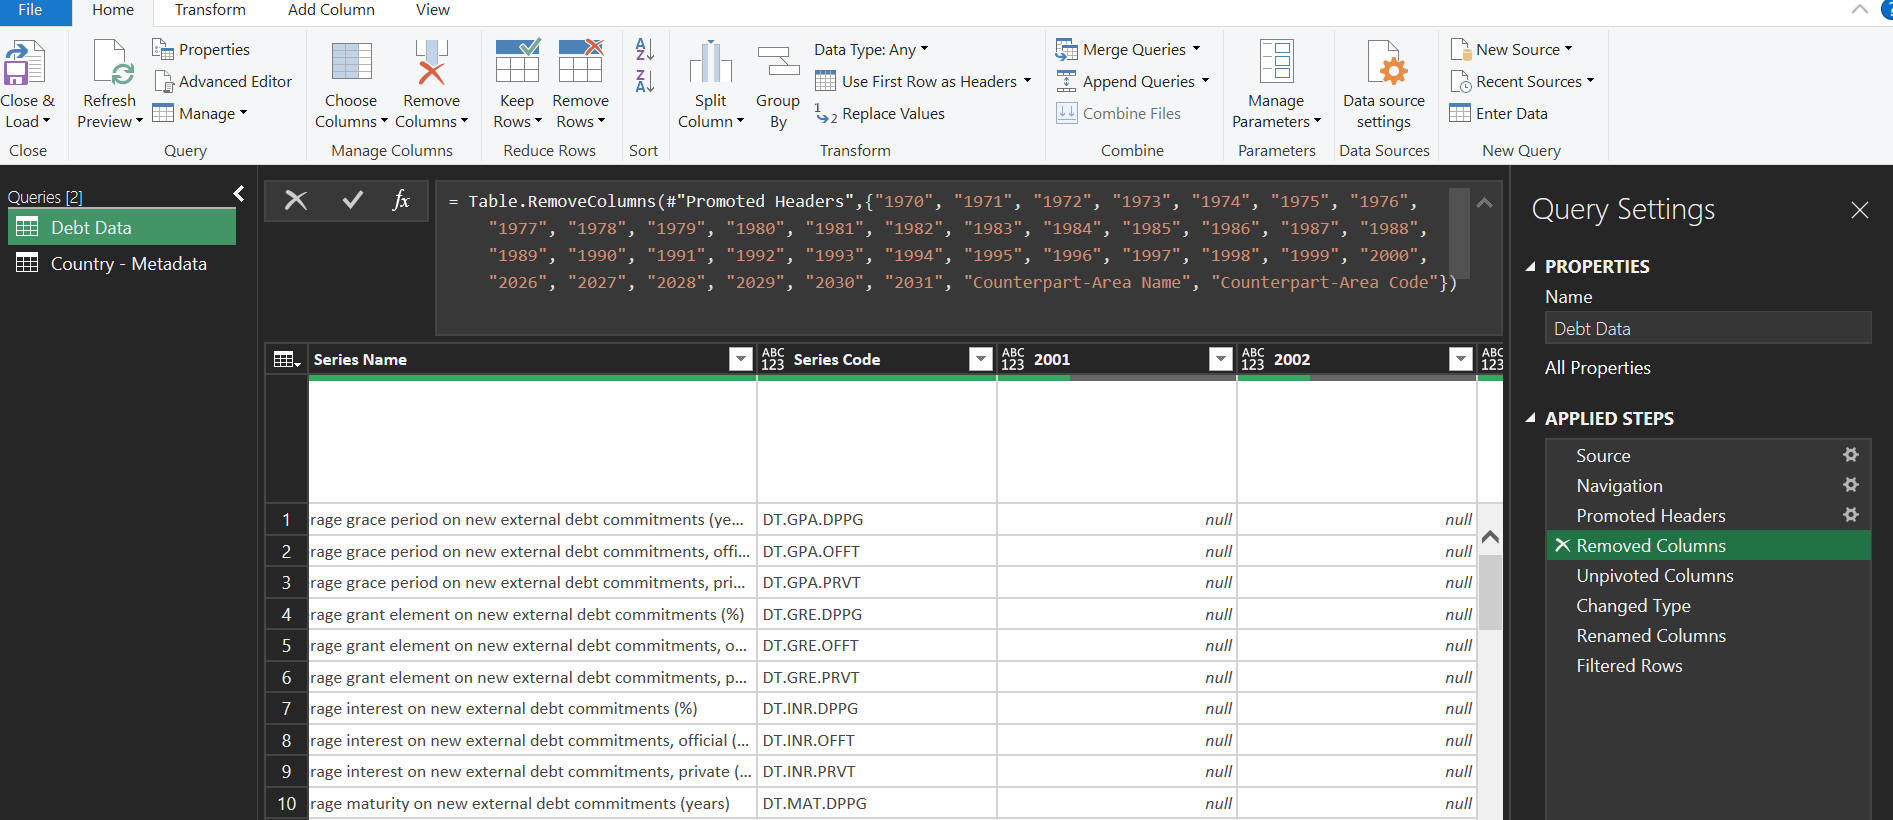 File Home Transform Add Column View
Close & Load
Close
Refresh Preview
Properties
Advanced Editor
Manage
Query
Choose Columns
Remove Columns
Manage Columns
Keep Rows
Remove Rows
Reduce Rows
A Z
Z A
Sort
Split Column
Group By
Data Type: Any
Use First Row as Headers
1 2 Replace Values
Transform
Merge Queries
Append Queries
Combine Files
Combine
Manage Parameters
Parameters
Data source settings
Data Sources
New Source
Recent Sources
Enter Data
New Query
Queries [2]
Debt Data
Country - Metadata
fx
= Table.RemoveColumns(#"Promoted Headers",{"1970", "1971", "1972", "1973", "1974", "1975", "1976",
"1977", "1978", "1979", "1980", "1981", "1982", "1983", "1984", "1985", "1986", "1987", "1988",
"1989", "1990", "1991", "1992", "1993", "1994", "1995", "1996", "1997", "1998", "1999", "2000",
"2026", "2027", "2028", "2029", "2030", "2031", "Counterpart-Area Name", "Counterpart-Area Code"})
Series Name ABC 123 Series Code ABC 123 2001 ABC 123 2002 ABC 123
1 rage grace period on new external debt commitments (ye... DT.GPA.DPPG null null
2 rage grace period on new external debt commitments, offi... DT.GPA.OFFT null null
3 rage grace period on new external debt commitments, pri... DT.GPA.PRVT null null
4 rage grant element on new external debt commitments (%) DT.GRE.DPPG null null
5 rage grant element on new external debt commitments, o... DT.GRE.OFFT null null
6 rage grant element on new external debt commitments, p... DT.GRE.PRVT null null
7 rage interest on new external debt commitments (%) DT.INR.DPPG null null
8 rage interest on new external debt commitments, official (... DT.INR.OFFT null null
9 rage interest on new external debt commitments, private (... DT.INR.PRVT null null
10 rage maturity on new external debt commitments (years) DT.MAT.DPPG null null
Query Settings
PROPERTIES
Name
Debt Data
All Properties
APPLIED STEPS
Source
Navigation
Promoted Headers
Removed Columns
Unpivoted Columns
Changed Type
Renamed Columns
Filtered Rows